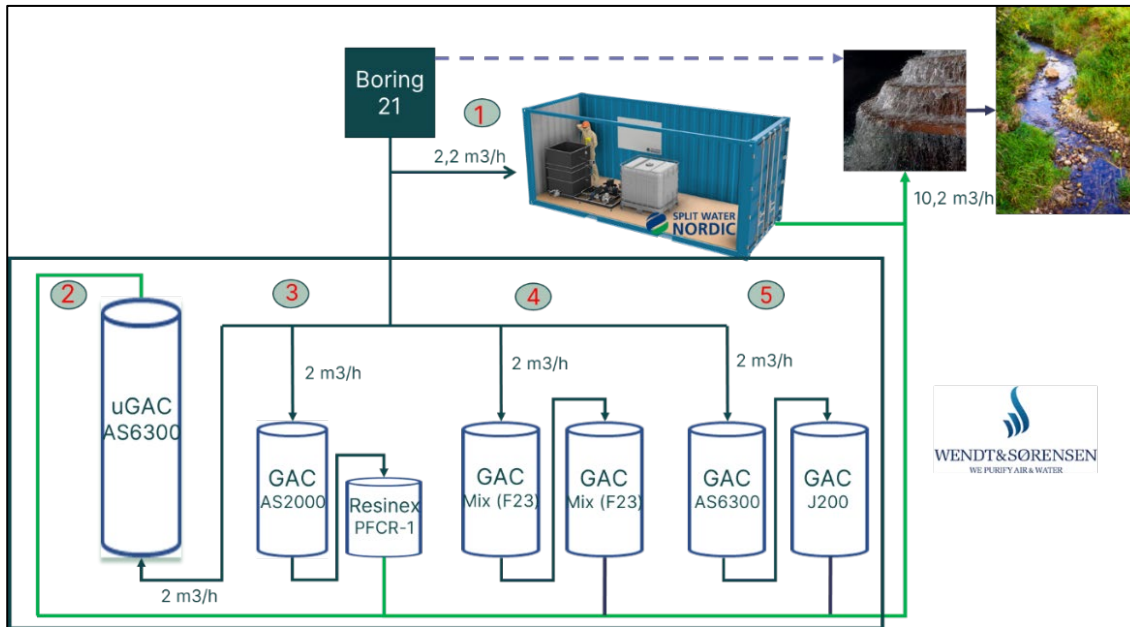 Boring
21
1
2,2 m3/h
SPLIT WATER
NORDIC
10,2 m3/h
2
3
4
5
2 m3/h
2 m3/h
2 m3/h
uGAC
AS6300
GAC
AS2000
Resinex
PFCR-1
GAC
Mix (F23)
GAC
Mix (F23)
GAC
AS6300
GAC
J200
2 m3/h
WENDT&SØRENSEN
WE PURIFY AIR & WATER